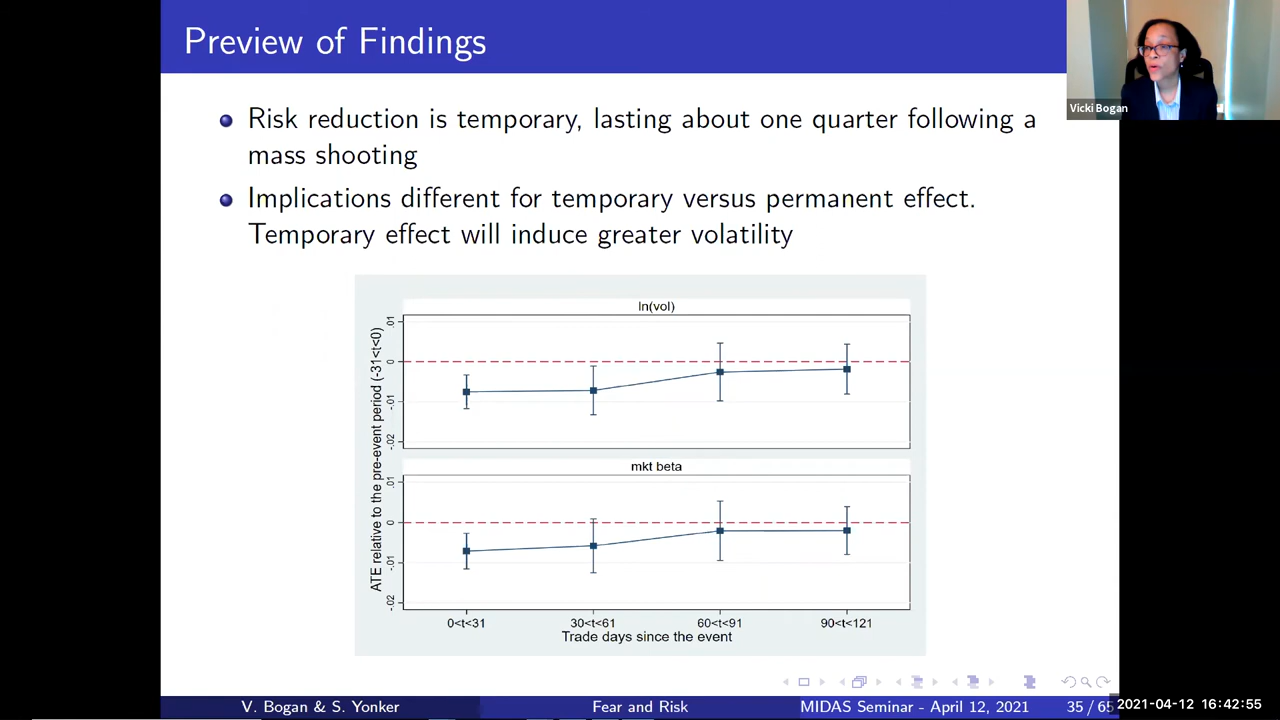 Preview of Findings
Vicki Bogan
Risk reduction is temporary, lasting about one quarter following a
mass shooting
Implications different for temporary versus permanent effect.
Temporary effect will induce greater volatility
ATE relative to the pre-event period (-31<t<0)
ln(vol)
.01
0
-.01
-.02
mkt beta
.01
0
-.01
-.02
0<t<31 30<t<61 60<t<91 90<t<121
Trade days since the event
V. Bogan & S. Yonker Fear and Risk MIDAS Seminar - April 12, 2021 35 / 65
2021-04-12 16:42:55